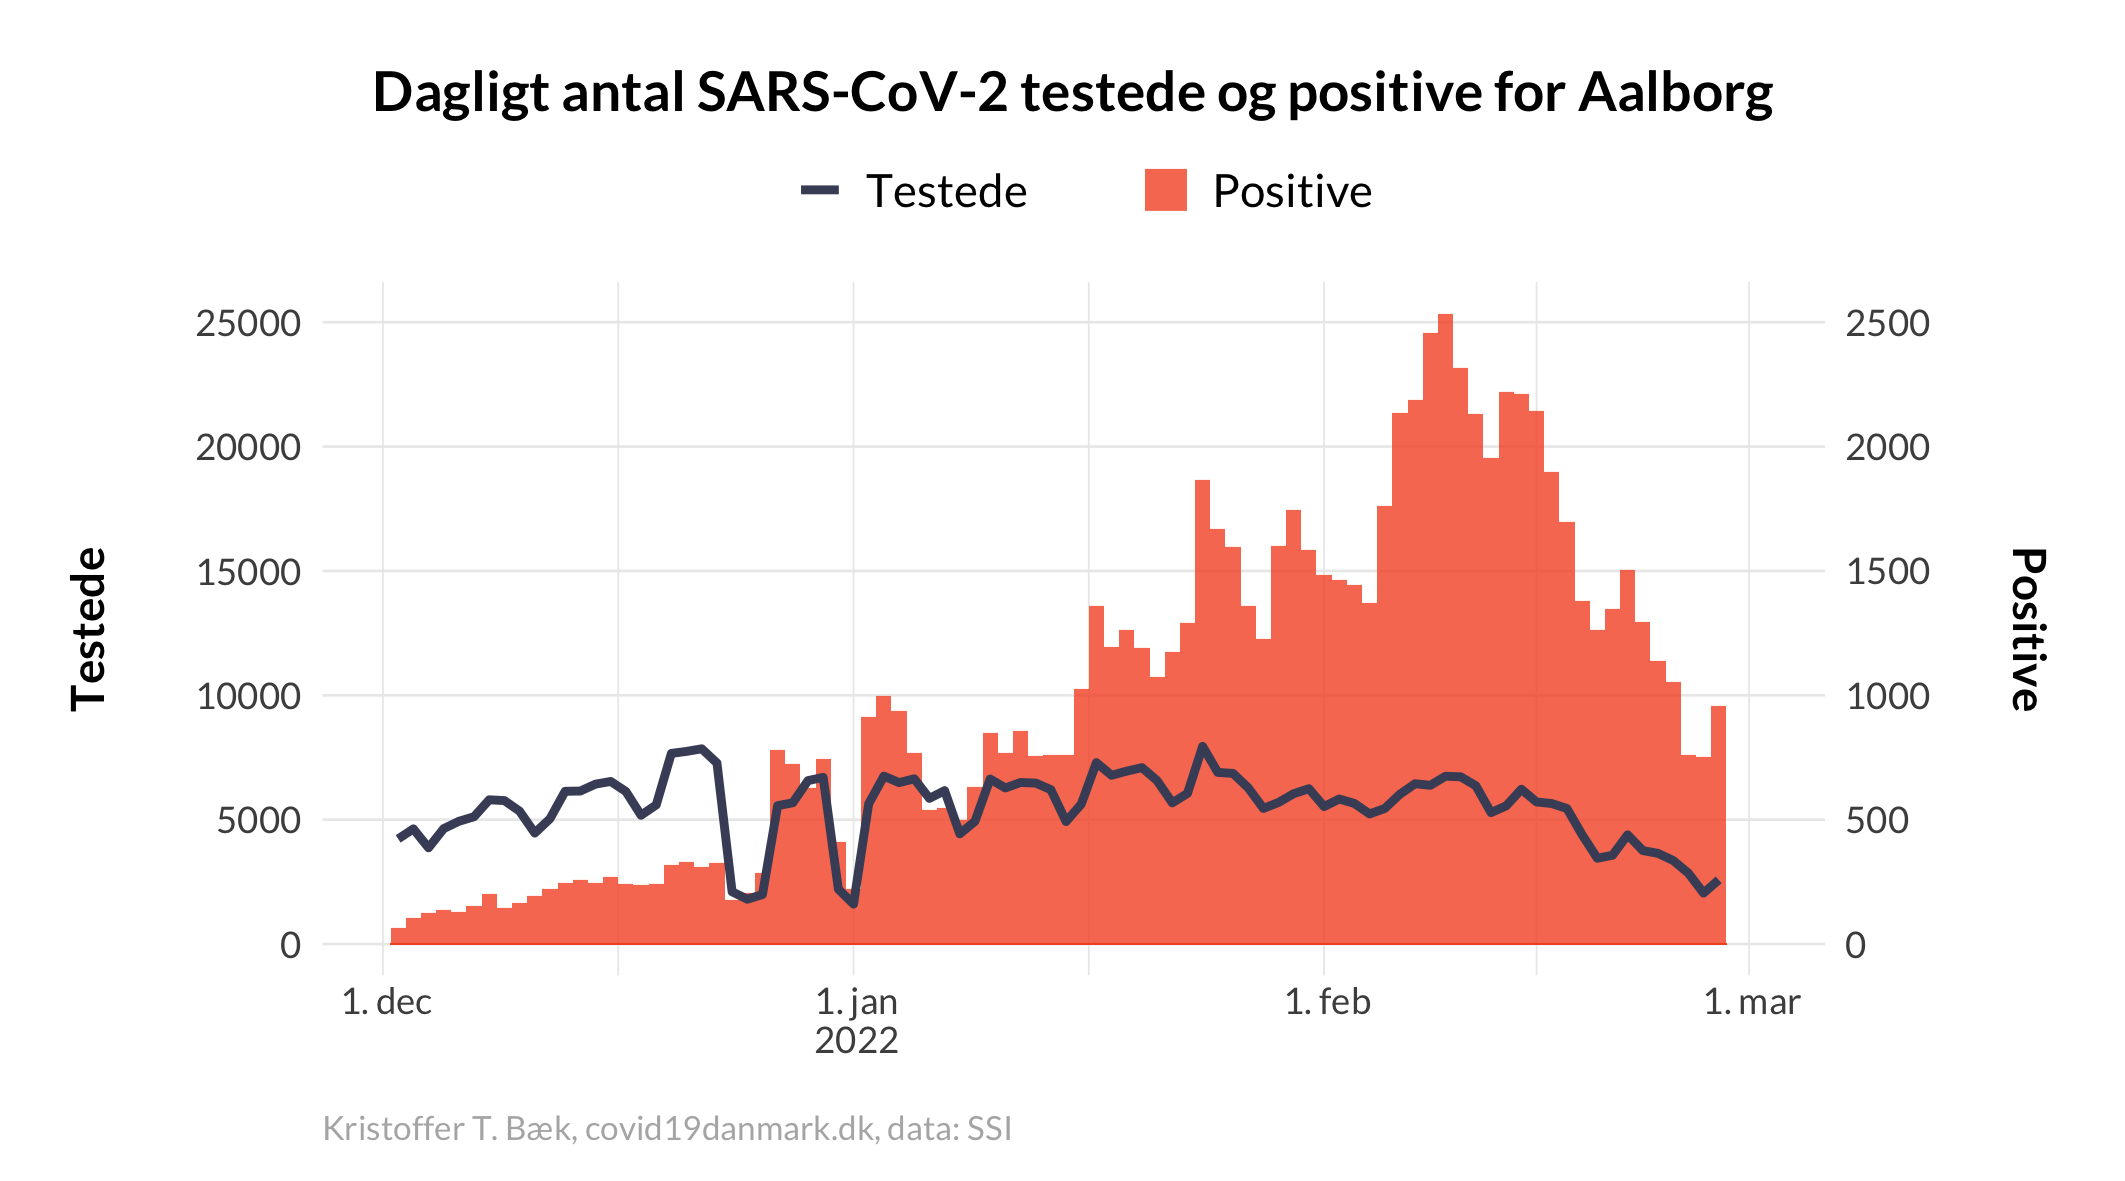 Dagligt antal SARS-CoV-2 testede og positive for Aalborg
Testede
Positive
25000
20000
15000
10000
5000
0
Testede
2500
2000
1500
1000
500
0
Positive
1. dec
1. jan
2022
1. feb
1. mar
Kristoffer T. Bæk, covid19danmark.dk, data: SSI